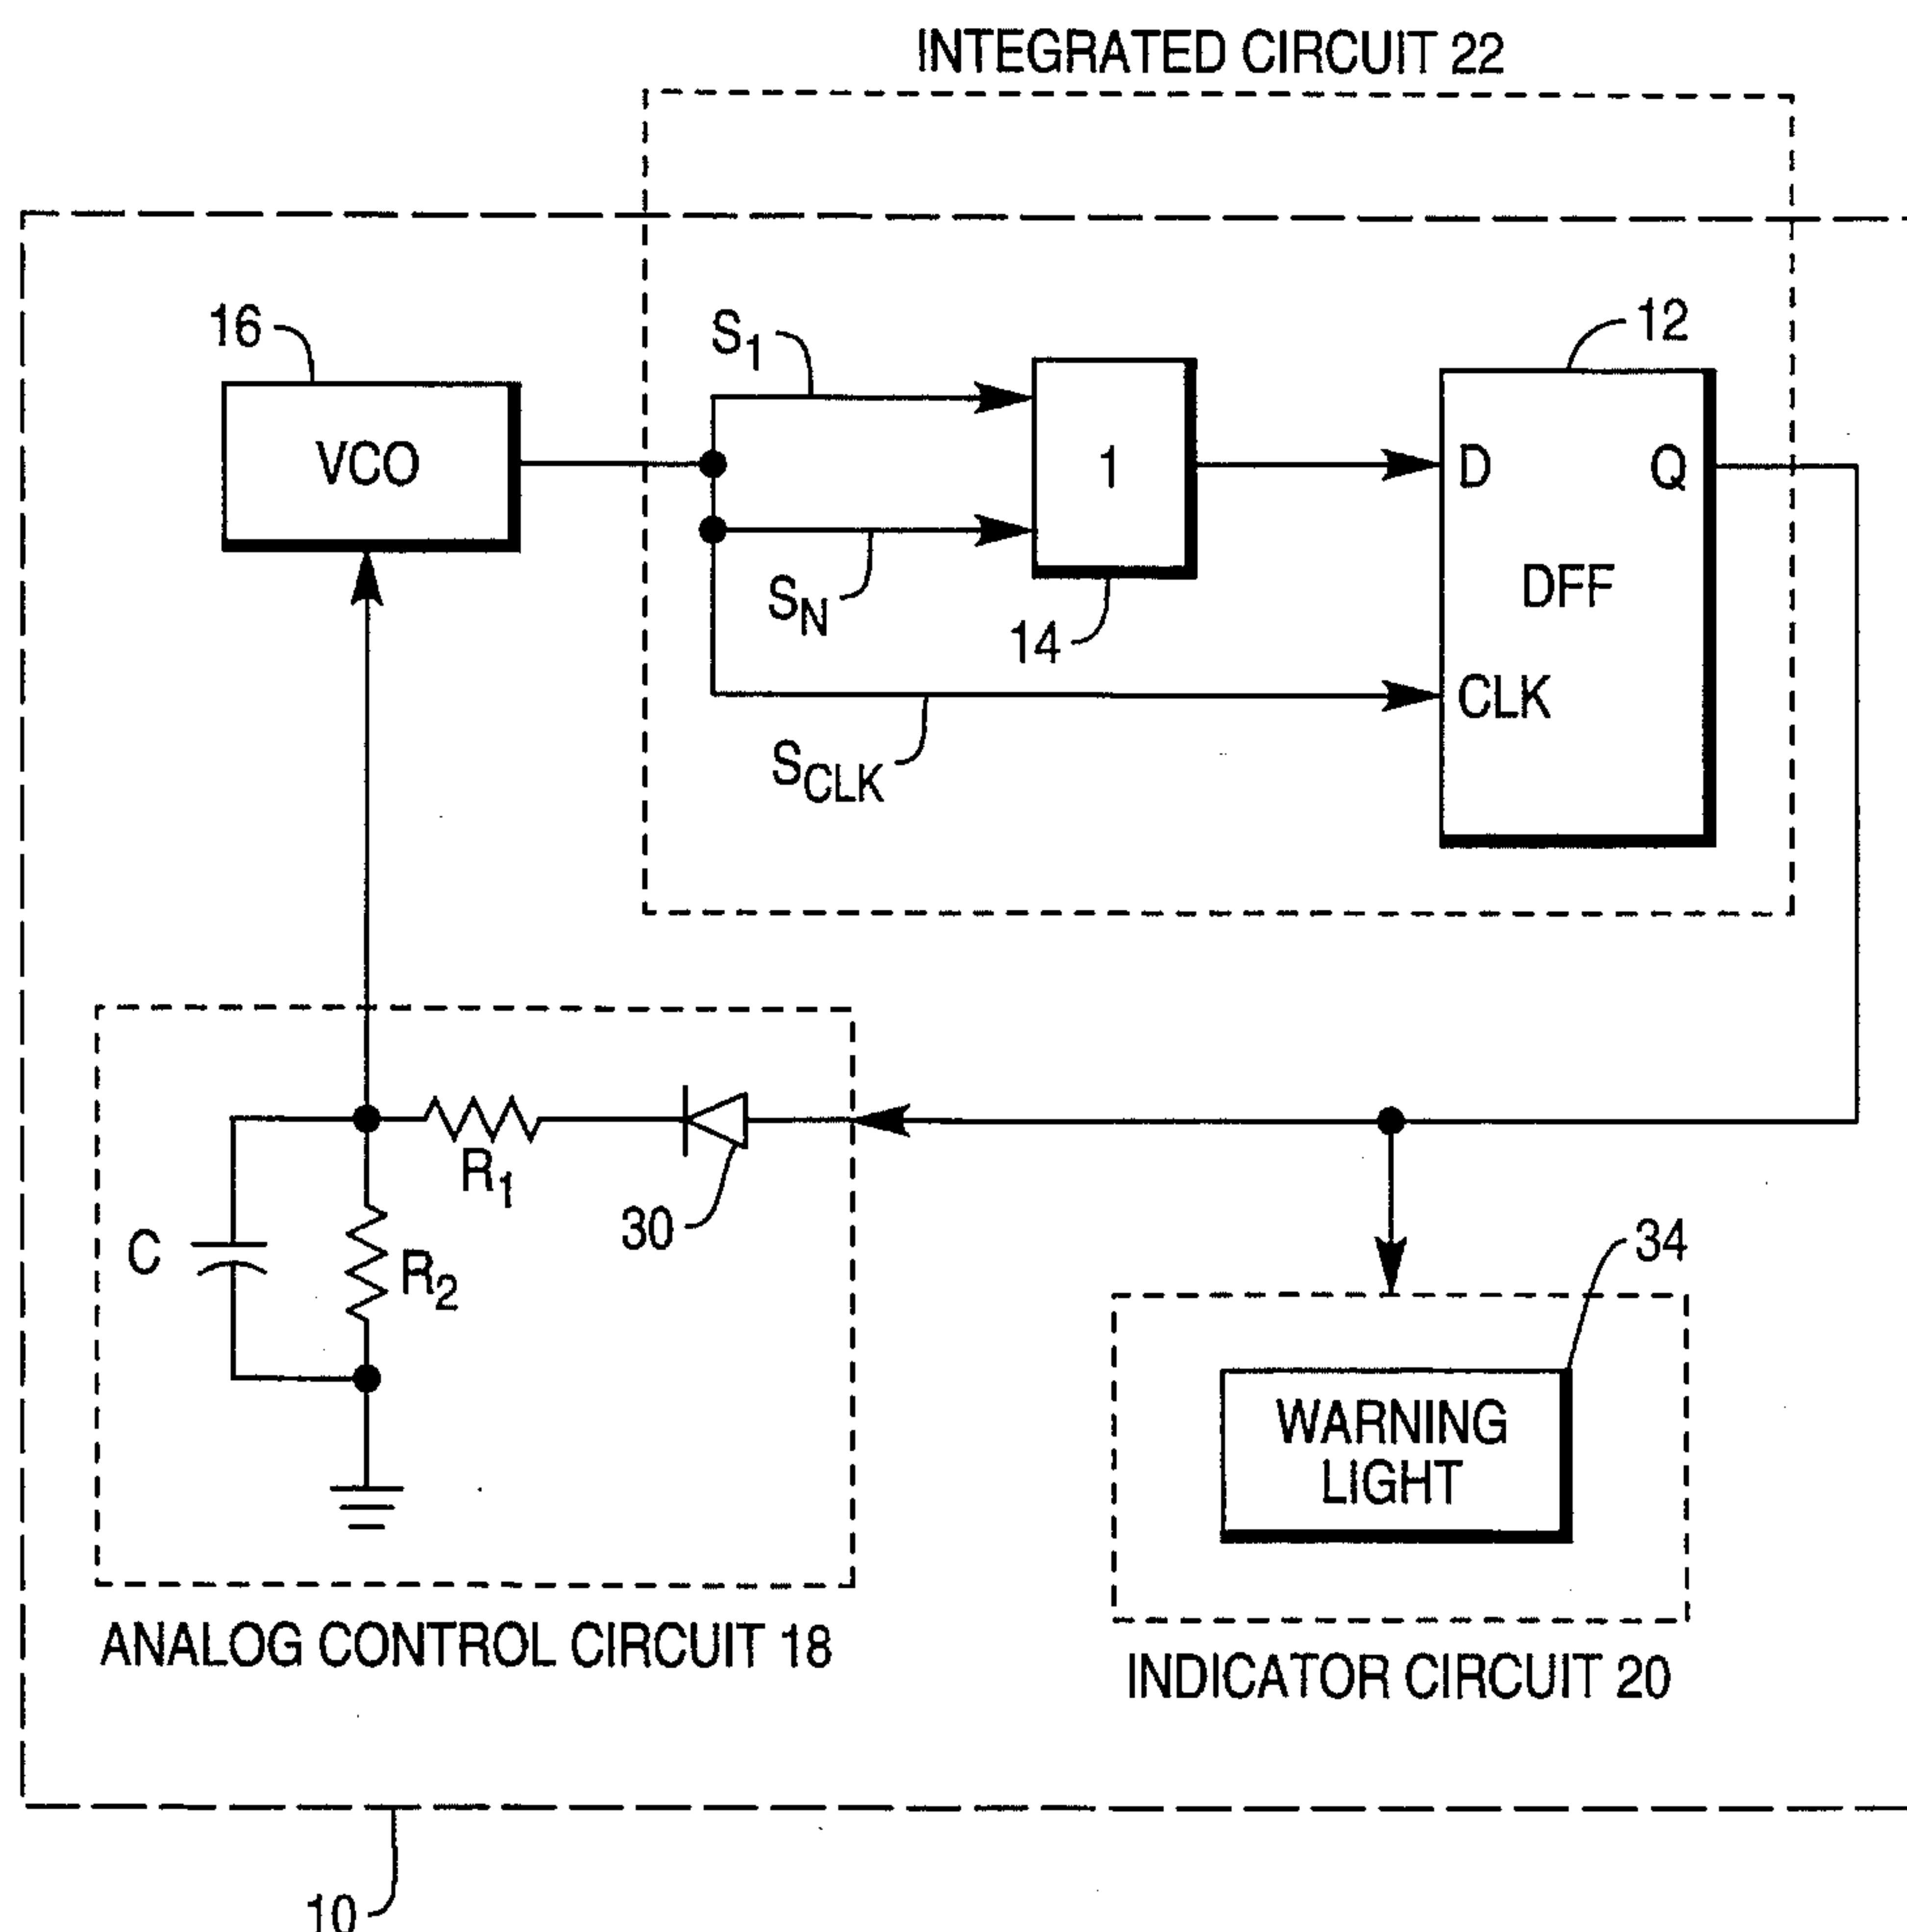 INTEGRATED CIRCUIT 22
16
S1
12
VCO
1
D
Q
DFF
SN
14
CLK
SCLK
R1
30
C
R2
34
WARNING
LIGHT
ANALOG CONTROL CIRCUIT 18
INDICATOR CIRCUIT 20
10